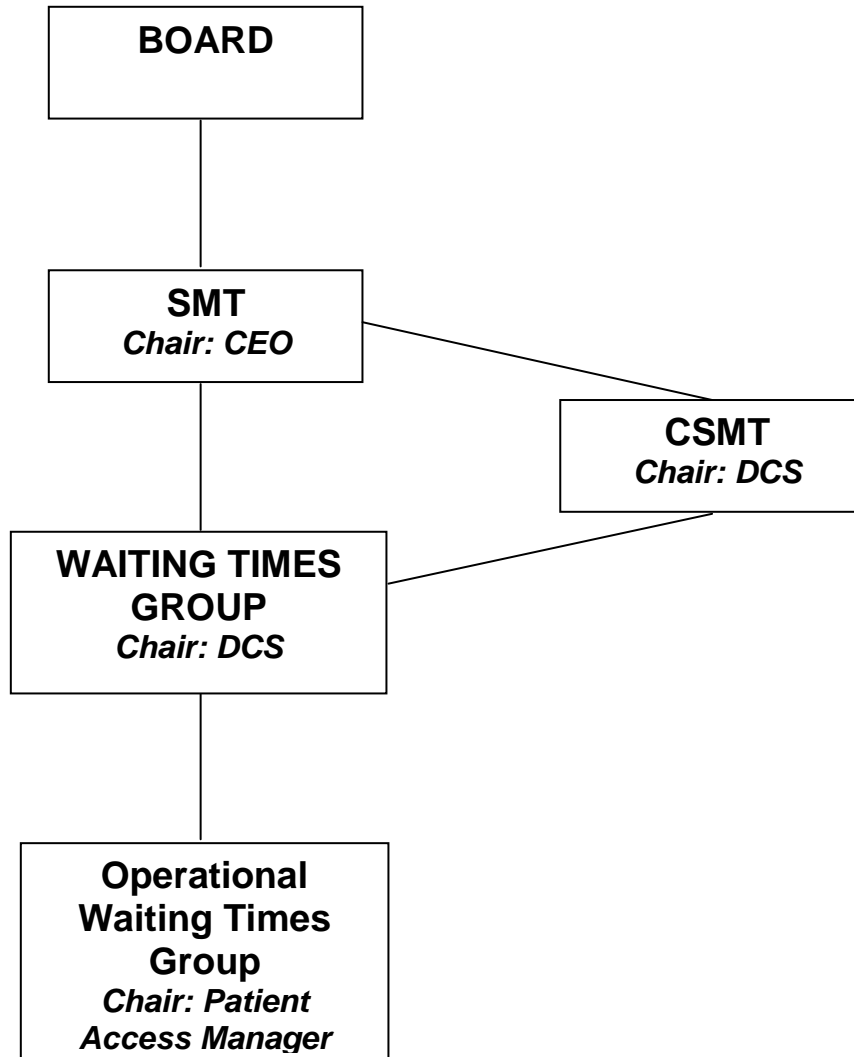 BOARD
SMT
Chair: CEO
CSMT
Chair: DCS
WAITING TIMES
GROUP
Chair: DCS
Operational
Waiting Times
Group
Chair: Patient
Access Manager